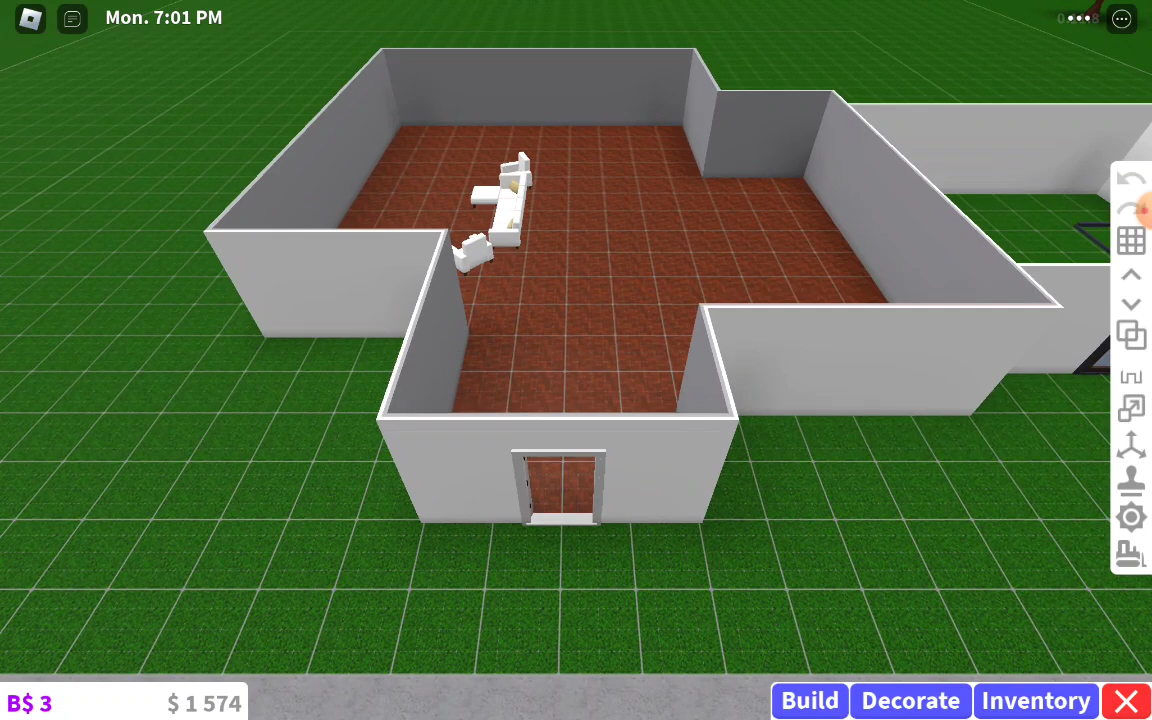 Mon. 7:01 PM
B$ 3
$ 1 574
Build
Decorate
Inventory